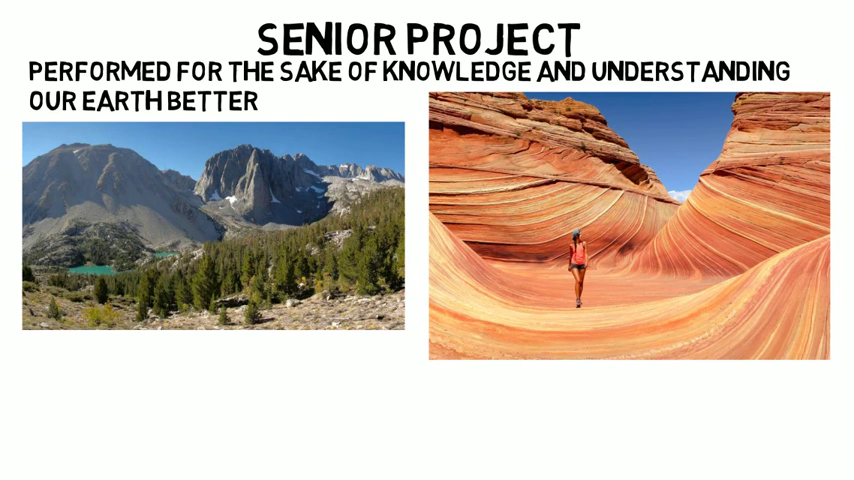 SENIOR PROJECT
PERFORMED FOR THE SAKE OF KNOWLEDGE AND UNDERSTANDING
OUR EARTH BETTER